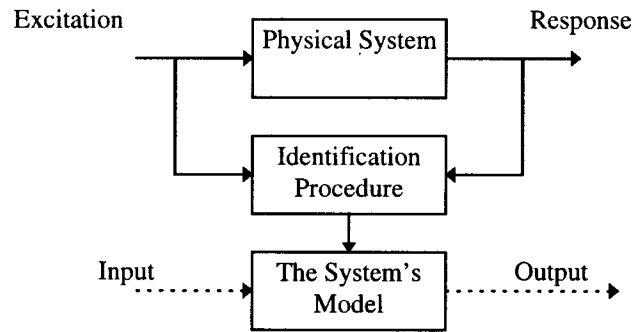 Excitation
Physical System
Response
Identification
Procedure
Input
The System's
Model
Output